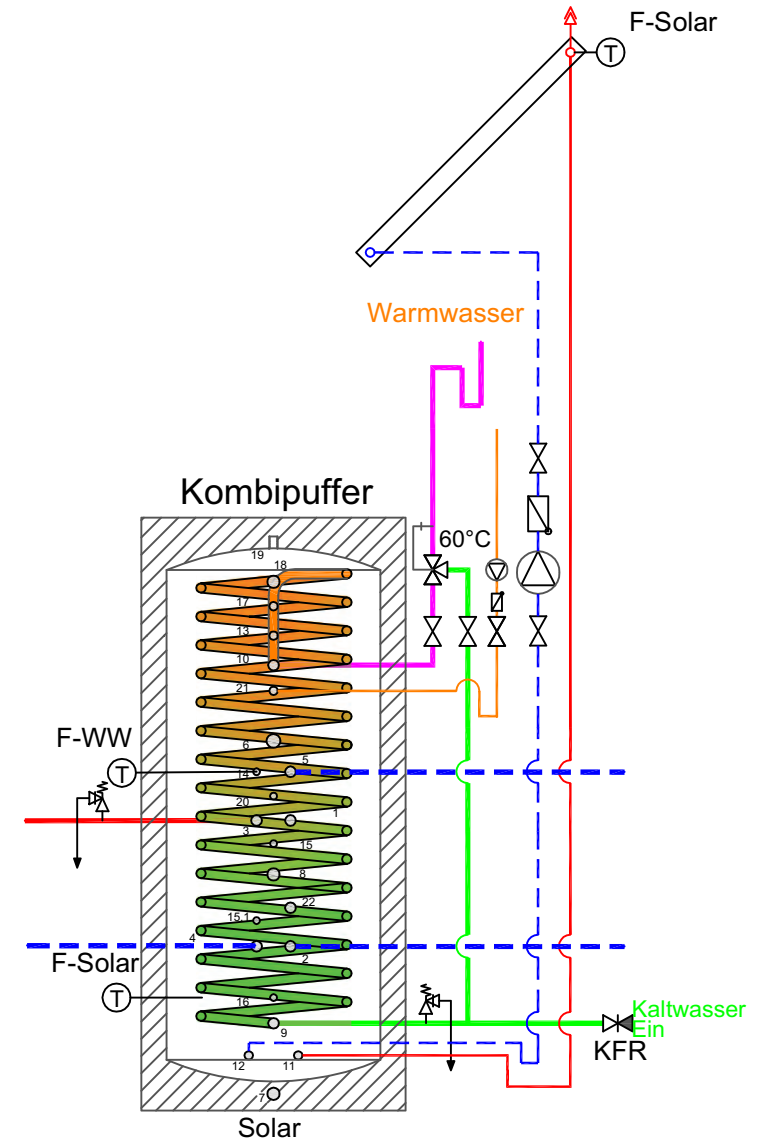 F-Solar
T
Warmwasser
Kombipuffer
60°C
19
18
17
13
10
21
F-WW
T
6
5
14
20
1
3
15
8
22
15.1
4
2
F-Solar
T
16
9
Kaltwasser
Ein
KFR
12
11
7
Solar